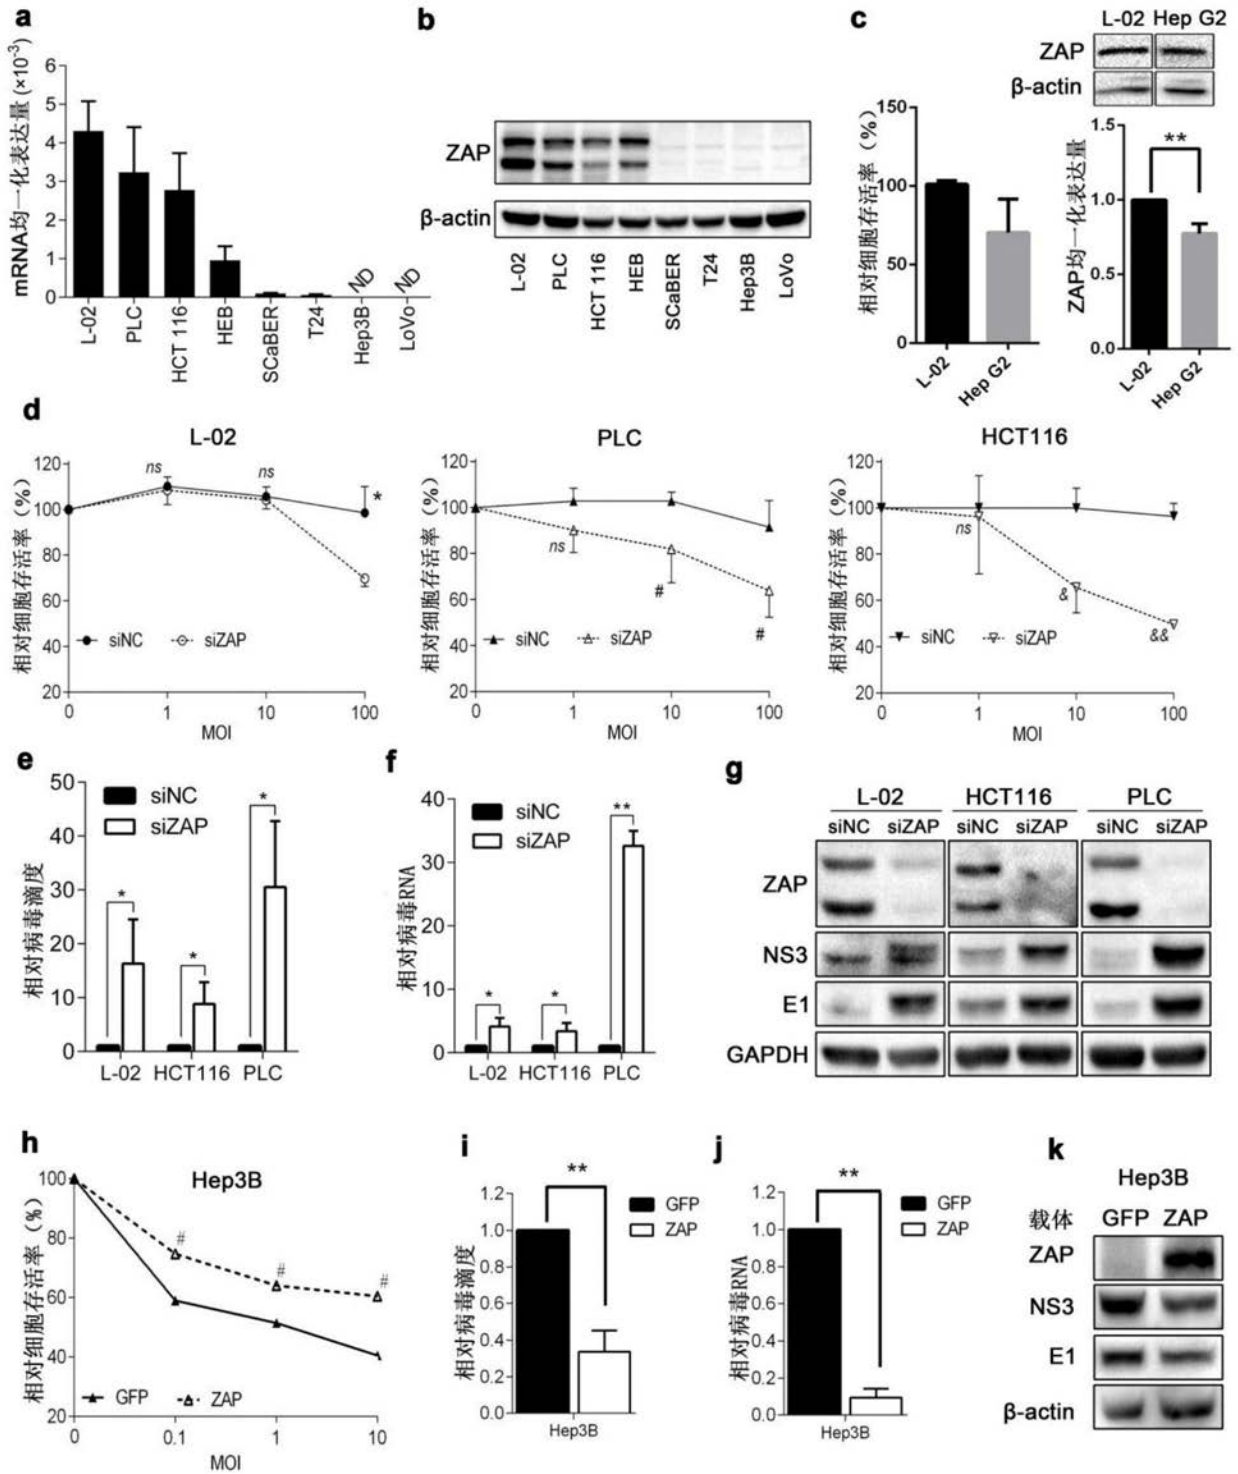 a
mRNA均一化表达量 (×10⁻³)
6
5
4
3
2
1
0
ND
ND
L-02
PLC
HCT 116
HEB
SCaBER
T24
Hep3B
LoVo
b
ZAP
β-actin
L-02
PLC
HCT 116
HEB
SCaBER
T24
Hep3B
LoVo
c
L-02 Hep G2
ZAP
β-actin
相对细胞存活率（%）
150
100
50
0
L-02
Hep G2
ZAP均一化表达量
1.5
1.0
0.5
0.0
**
L-02
Hep G2
d
L-02
相对细胞存活率（%）
120
100
80
60
40
20
ns
ns
*
siNC siZAP
0 1 10 100
MOI
PLC
相对细胞存活率（%）
120
100
80
60
40
20
ns
#
#
siNC siZAP
0 1 10 100
MOI
HCT116
相对细胞存活率（%）
120
100
80
60
40
20
ns
&
&&
siNC siZAP
0 1 10 100
MOI
e
相对病毒滴度
50
40
30
20
10
0
siNC
siZAP
*
*
*
L-02 HCT116 PLC
f
相对病毒RNA
40
30
20
10
0
siNC
siZAP
*
*
**
L-02 HCT116 PLC
g
L-02 HCT116 PLC
siNC siZAP siNC siZAP siNC siZAP
ZAP
NS3
E1
GAPDH
h
Hep3B
相对细胞存活率（%）
100
80
60
40
20
#
#
#
GFP ZAP
0 0.1 1 10
MOI
i
相对病毒滴度
1.2
1.0
0.8
0.6
0.4
0.2
0.0
**
GFP
ZAP
Hep3B
j
相对病毒RNA
1.2
1.0
0.8
0.6
0.4
0.2
0.0
**
GFP
ZAP
Hep3B
k
Hep3B
载体 GFP ZAP
ZAP
NS3
E1
β-actin